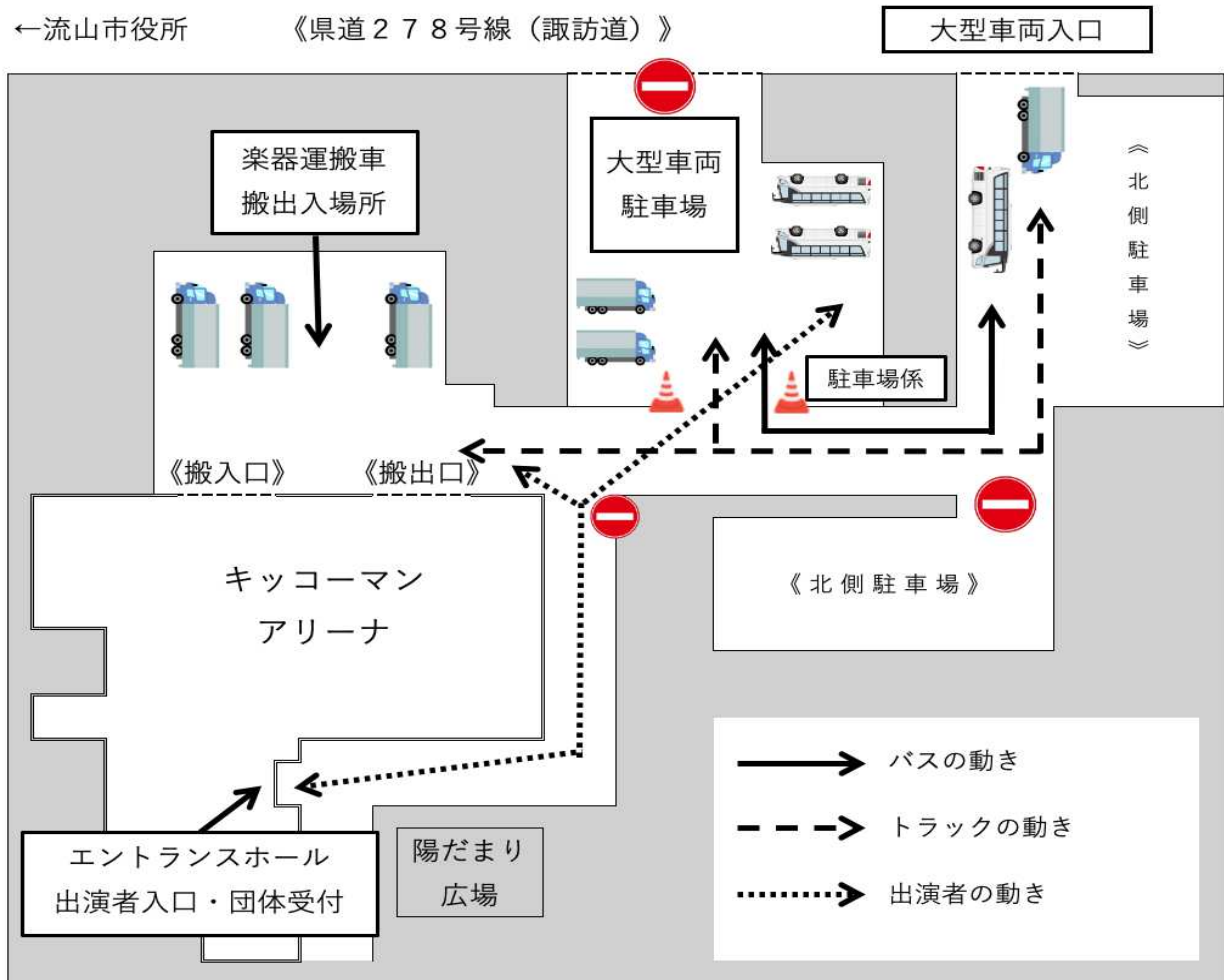 ←流山市役所
《県道２７８号線（諏訪道）》
大型車両入口
楽器運搬車
搬出入場所
大型車両
駐車場
《北側駐車場》
駐車場係
《搬入口》
《搬出口》
キッコーマン
アリーナ
《北側駐車場》
エントランスホール
出演者入口・団体受付
陽だまり
広場
バスの動き
トラックの動き
出演者の動き